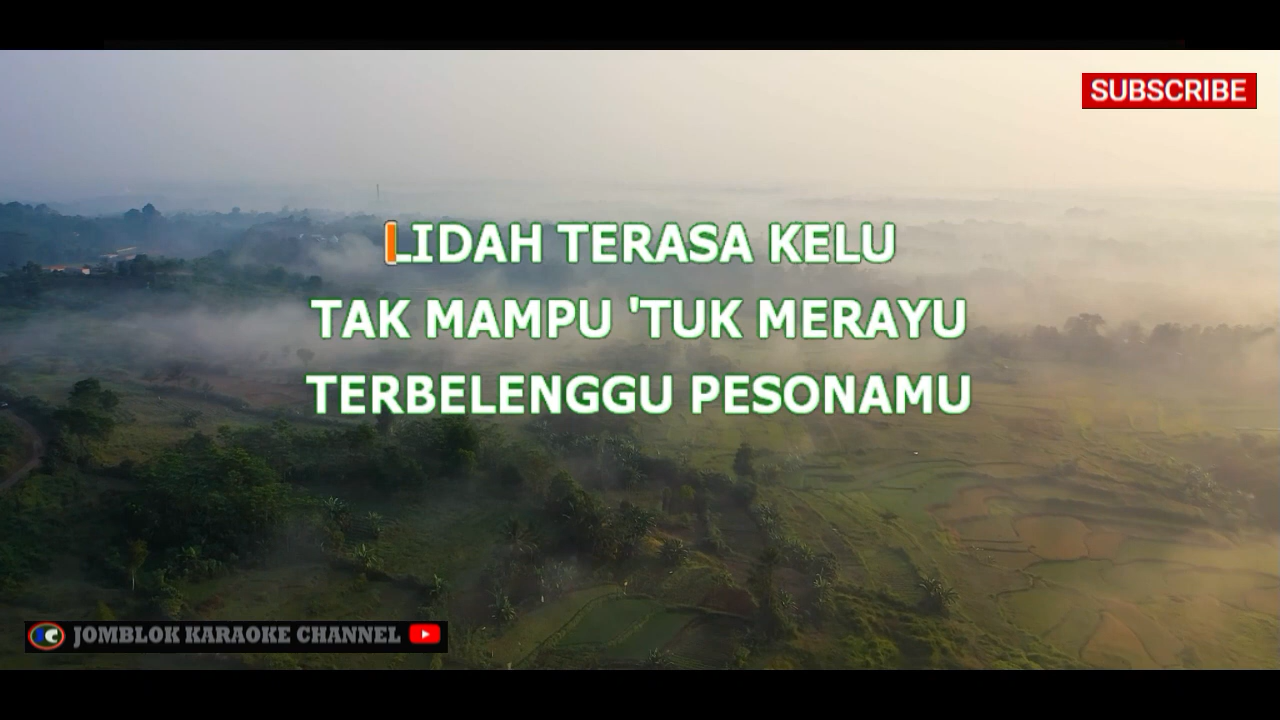 SUBSCRIBE
LIDAH TERASA KELU
TAK MAMPU 'TUK MERAYU
TERBELENGGU PESONAMU
JOMBLOK KARAOKE CHANNEL